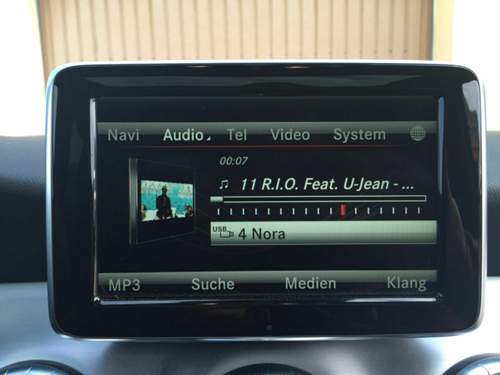 Navi Audio Tel Video System
00:07
11 R.I.O. Feat. U-Jean - ...
USB 4 Nora
MP3 Suche Medien Klang